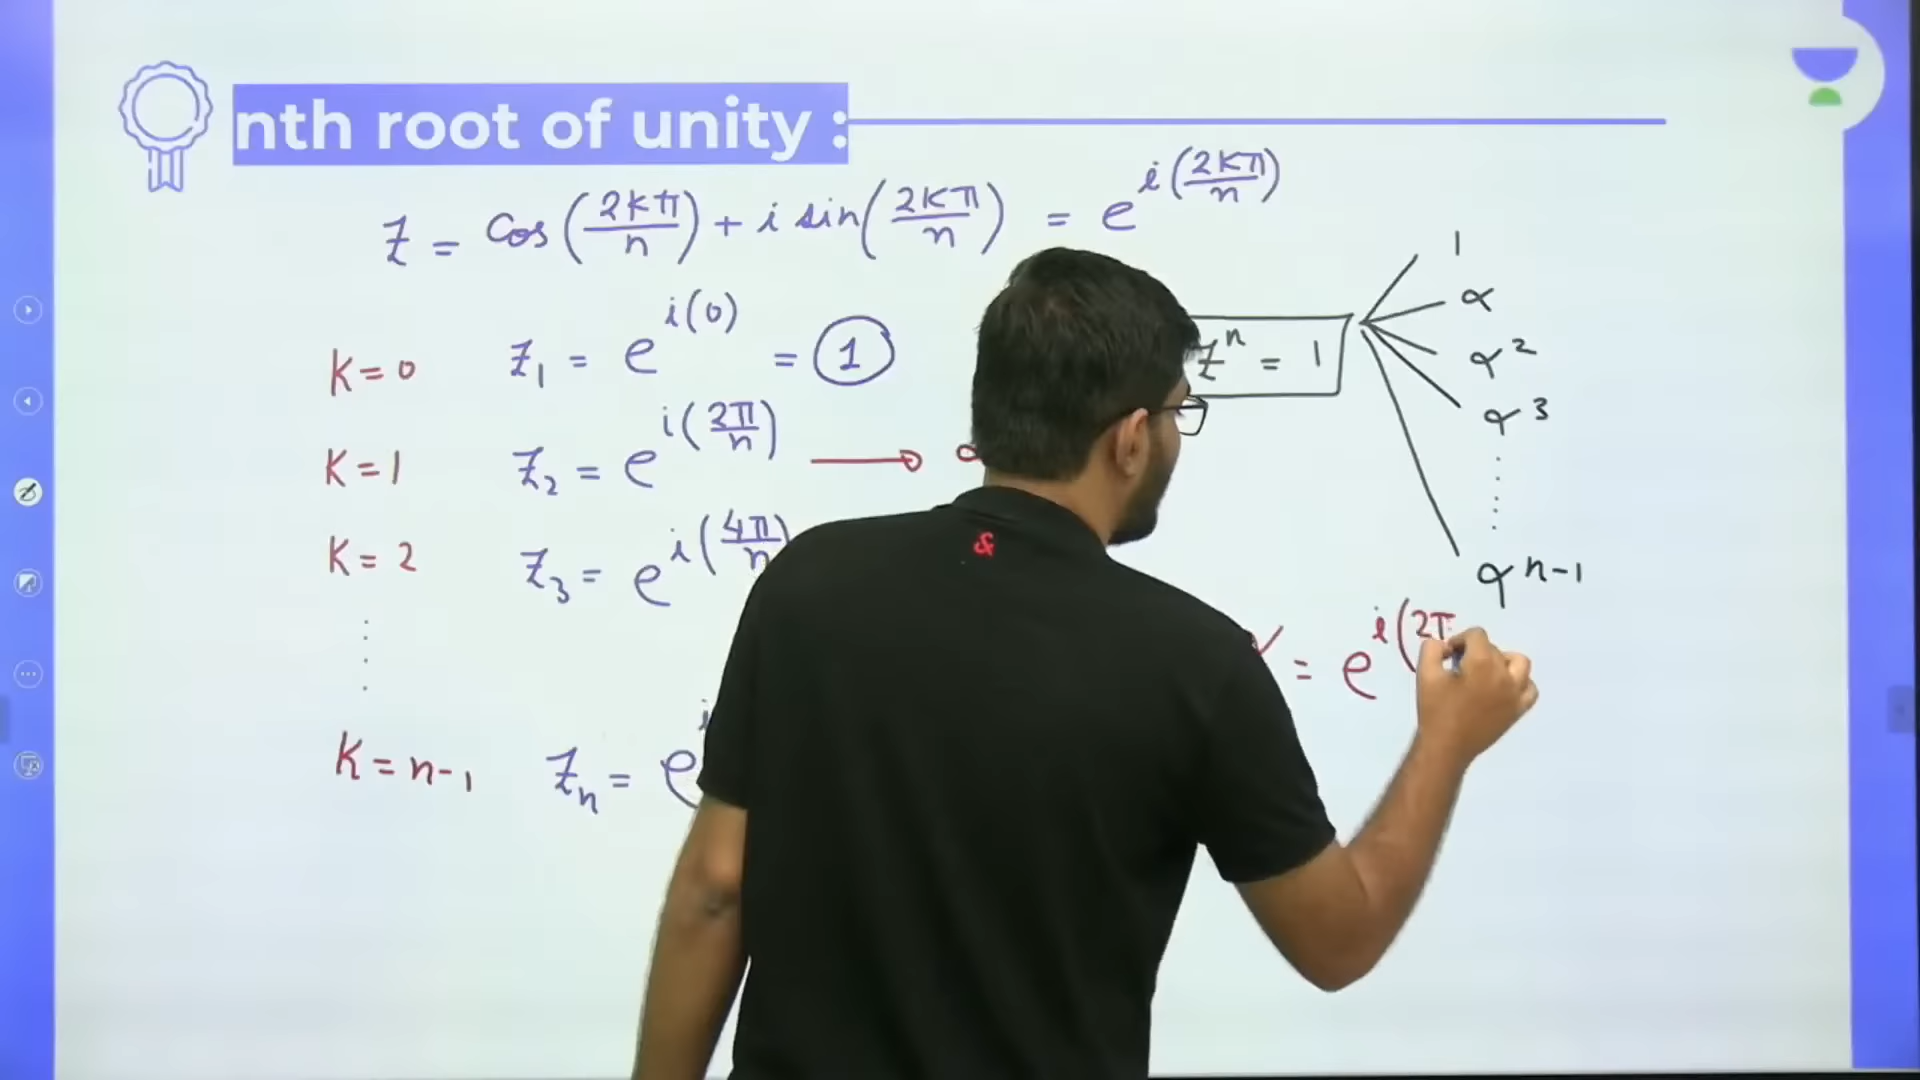 nth root of unity :
Z = Cos(2Kπ/n) + i sin(2Kπ/n) = e^i(2Kπ/n)
K=0 Z₁ = e^i(0) = 1
K=1 Z₂ = e^i(2π/n) → α
K=2 Z₃ = e^i(4π/n)
K=n-1 Zₙ = e^i
Zⁿ = 1
1
α
α²
α³
α^n-1
= e^i(2π